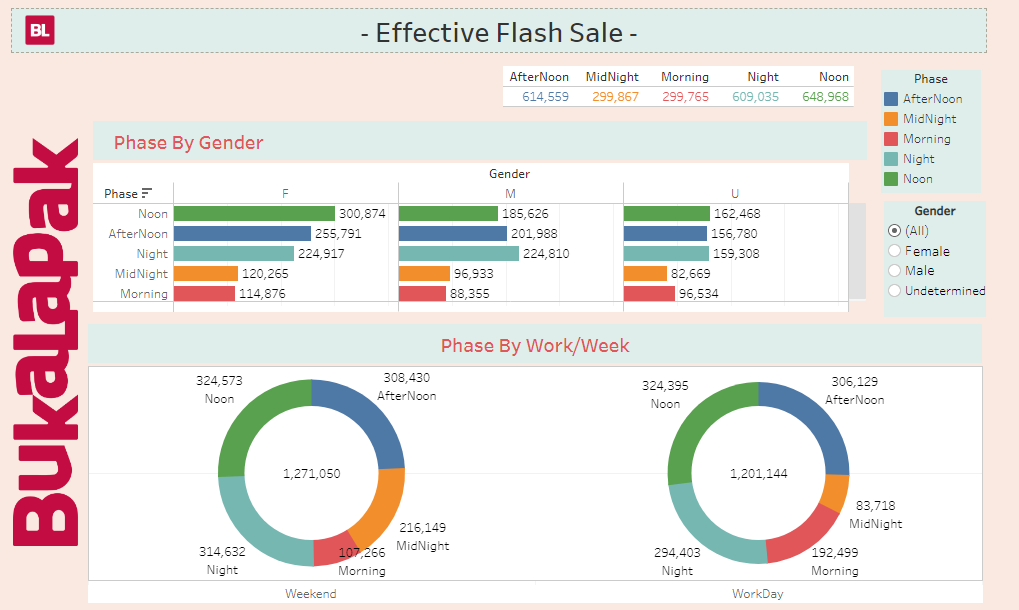 BL
- Effective Flash Sale -
AfterNoon MidNight Morning Night Noon
614,559 299,867 299,765 609,035 648,968
Phase
AfterNoon
MidNight
Morning
Night
Noon
Gender
(All)
Female
Male
Undetermined
BukalaPak
Phase By Gender
Gender
Phase F M U
Noon 300,874 185,626 162,468
AfterNoon 255,791 201,988 156,780
Night 224,917 224,810 159,308
MidNight 120,265 96,933 82,669
Morning 114,876 88,355 96,534
Phase By Work/Week
324,573
Noon
308,430
AfterNoon
1,271,050
216,149
MidNight
107,266
Morning
314,632
Night
Weekend
324,395
Noon
306,129
AfterNoon
1,201,144
83,718
MidNight
192,499
Morning
294,403
Night
WorkDay